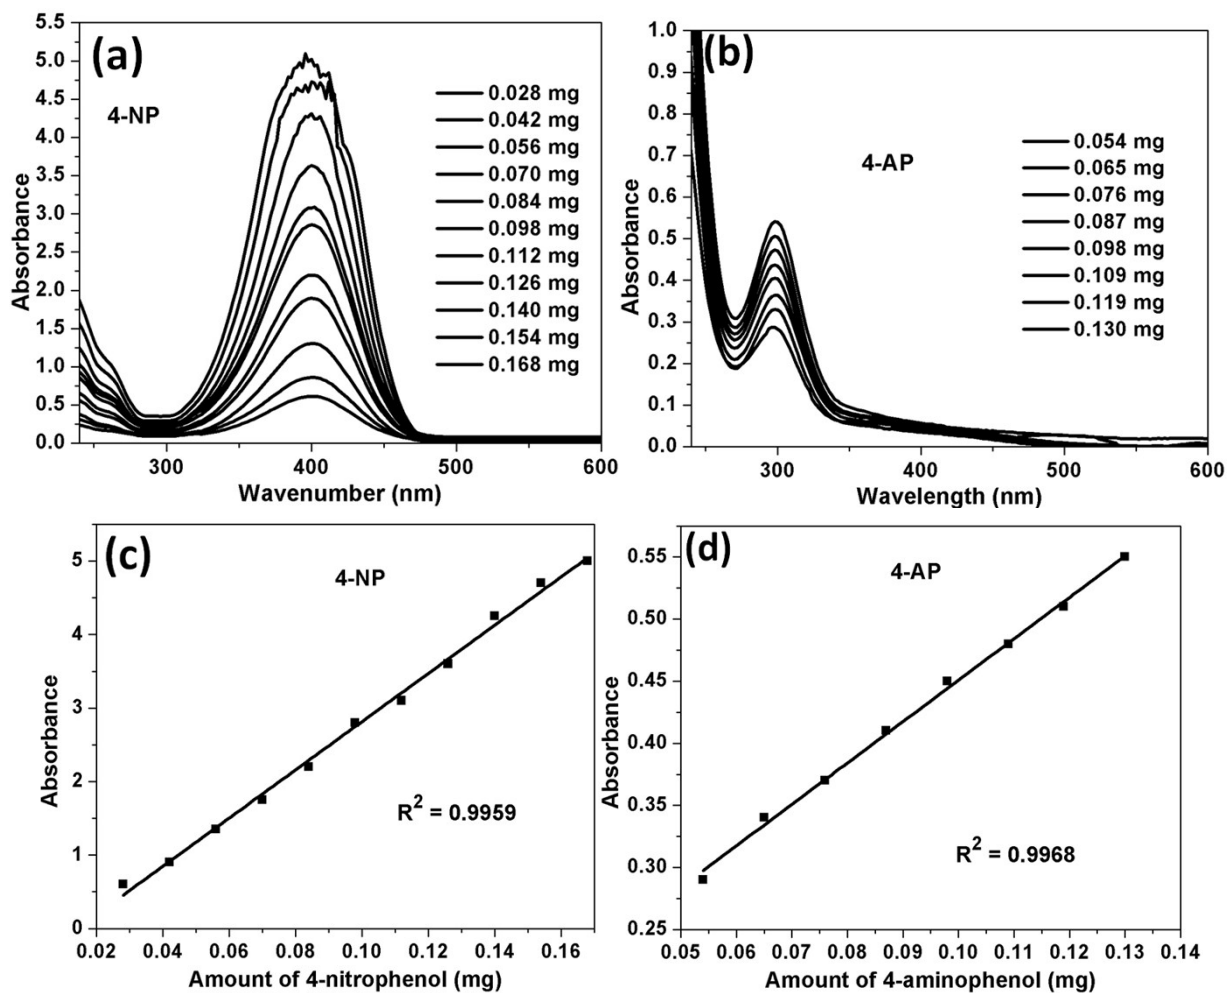 (a)
4-NP
Absorbance
5.5
5.0
4.5
4.0
3.5
3.0
2.5
2.0
1.5
1.0
0.5
0.0
0.028 mg
0.042 mg
0.056 mg
0.070 mg
0.084 mg
0.098 mg
0.112 mg
0.126 mg
0.140 mg
0.154 mg
0.168 mg
300 400 500 600
Wavenumber (nm)
(b)
4-AP
Absorbance
1.0
0.9
0.8
0.7
0.6
0.5
0.4
0.3
0.2
0.1
0.0
0.054 mg
0.065 mg
0.076 mg
0.087 mg
0.098 mg
0.109 mg
0.119 mg
0.130 mg
300 400 500 600
Wavelength (nm)
(c)
4-NP
Absorbance
5
4
3
2
1
0
R² = 0.9959
0.02 0.04 0.06 0.08 0.10 0.12 0.14 0.16
Amount of 4-nitrophenol (mg)
(d)
4-AP
Absorbance
0.55
0.50
0.45
0.40
0.35
0.30
0.25
R² = 0.9968
0.05 0.06 0.07 0.08 0.09 0.10 0.11 0.12 0.13 0.14
Amount of 4-aminophenol (mg)